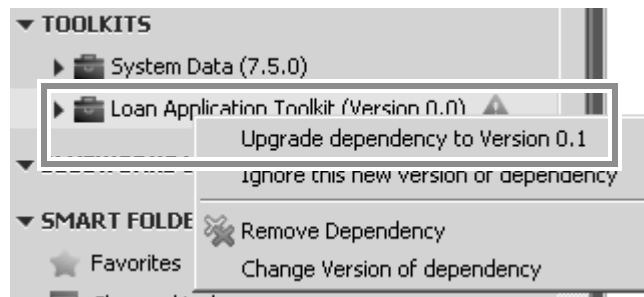 TOOLKITS
System Data (7.5.0)
Loan Application Toolkit (Version 0.0)
Upgrade dependency to Version 0.1
Ignore this new version of dependency
SMART FOLDE
Remove Dependency
Favorites
Change Version of dependency